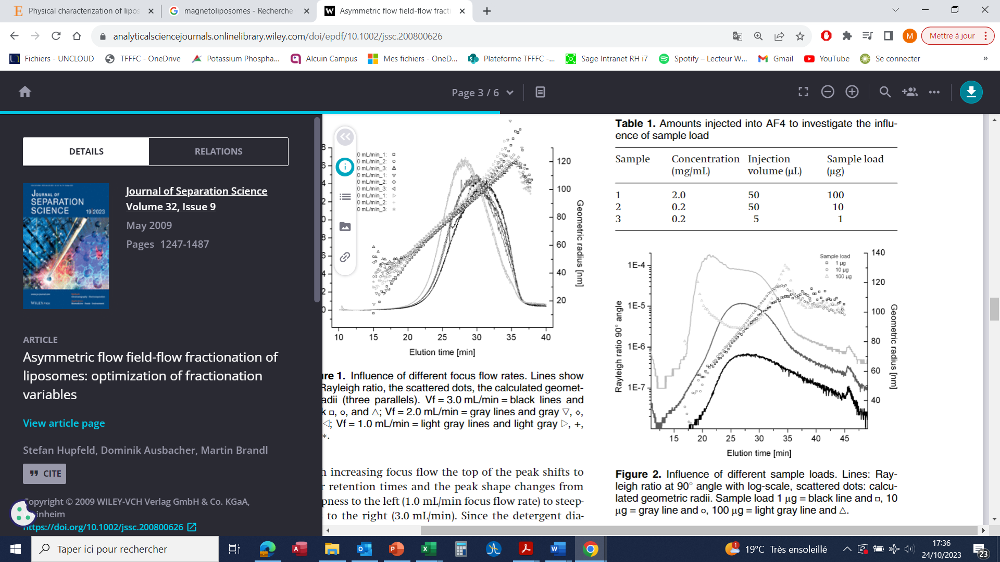 Physical characterization of lipos
magnetoliposomes - Recherche
Asymmetric flow field-flow fracti
analyticalsciencejournals.onlinelibrary.wiley.com/doi/epdf/10.1002/jssc.200800626
M
Mettre à jour
Fichiers - UNCLOUD
TFFFC - OneDrive
Potassium Phospha...
Alcuin Campus
Mes fichiers - OneD...
Plateforme TFFFC -...
Sage Intranet RH i7
Spotify – Lecteur W...
Gmail
YouTube
Se connecter
»
Page 3 / 6
DETAILS
RELATIONS
JOURNAL OF
SEPARATION
SCIENCE
19|2023
WILEY-VCH
Journal of Separation Science
Volume 32, Issue 9
May 2009
Pages 1247-1487
ARTICLE
Asymmetric flow field-flow fractionation of
liposomes: optimization of fractionation
variables
View article page
Stefan Hupfeld, Dominik Ausbacher, Martin Brandl
CITE
Copyright © 2009 WILEY-VCH Verlag GmbH & Co. KGaA,
inheim
https://doi.org/10.1002/jssc.200800626
8
6
4
2
0
8
6
4
2
0
0 mL/min_1:
0 mL/min_2:
0 mL/min_3:
0 mL/min_1:
0 mL/min_2:
0 mL/min_3:
0 mL/min_1:
0 mL/min_2:
0 mL/min_3:
120
100
80
60
40
20
Geometric radius [nm]
10 15 20 25 30 35 40
Elution time [min]
re 1. Influence of different focus flow rates. Lines show
Rayleigh ratio, the scattered dots, the calculated geomet-
adii (three parallels). Vf = 3.0 mL/min = black lines and
k □, o, and △; Vf = 2.0 mL/min = gray lines and gray ▽, ⋄,
◁; Vf = 1.0 mL/min = light gray lines and light gray ▷, +,
*.
n increasing focus flow the top of the peak shifts to
r retention times and the peak shape changes from
pness to the left (1.0 mL/min focus flow rate) to steep-
to the right (3.0 mL/min). Since the detergent dia-
Table 1. Amounts injected into AF4 to investigate the influ-
ence of sample load
Sample Concentration Injection Sample load
(mg/mL) volume (µL) (µg)
1 2.0 50 100
2 0.2 50 10
3 0.2 5 1
Sample load
□ 1 µg
○ 10 µg
△ 100 µg
1E-4
1E-5
1E-6
1E-7
Rayleigh ratio 90° angle
140
120
100
80
60
40
Geometric radius [nm]
15 20 25 30 35 40 45
Elution time [min]
Figure 2. Influence of different sample loads. Lines: Ray-
leigh ratio at 90° angle with log-scale, scattered dots: calcu-
lated geometric radii. Sample load 1 µg = black line and □, 10
µg = gray line and o, 100 µg = light gray line and △.
Taper ici pour rechercher
1
19°C Très ensoleillé
17:36
24/10/2023
23